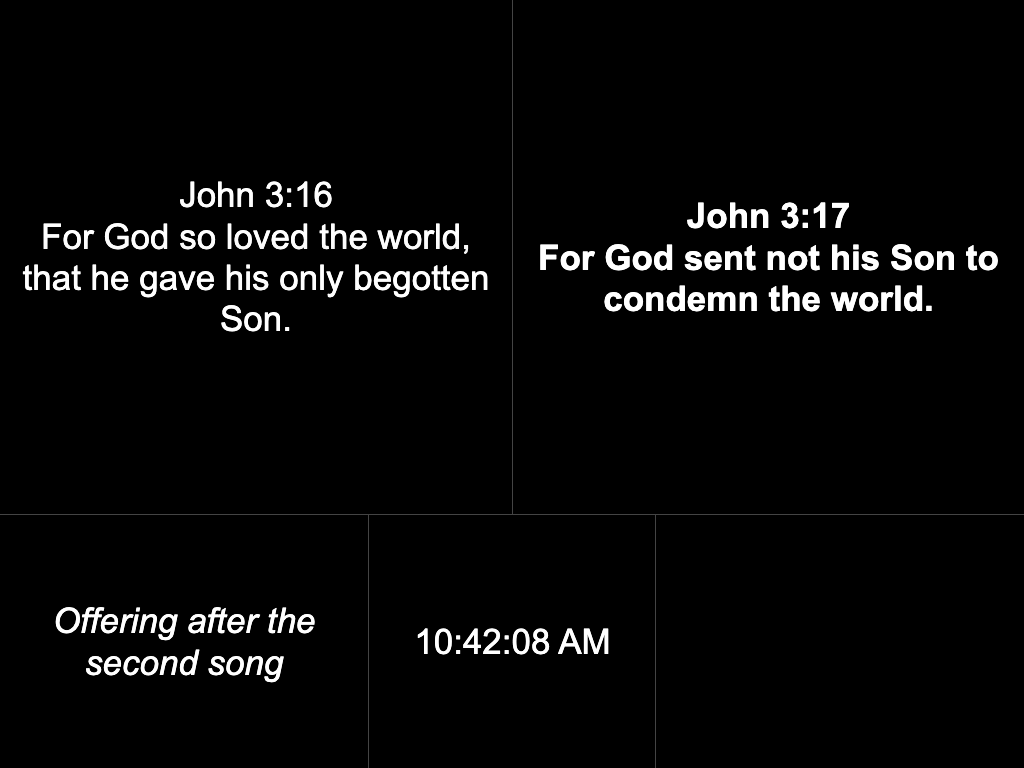 John 3:16
For God so loved the world,
that he gave his only begotten
Son.
John 3:17
For God sent not his Son to
condemn the world.
Offering after the
second song
10:42:08 AM